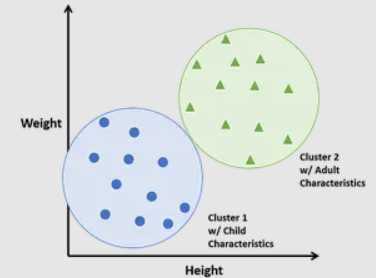 Weight
Cluster 2
w/ Adult
Characteristics
Cluster 1
w/ Child
Characteristics
Height